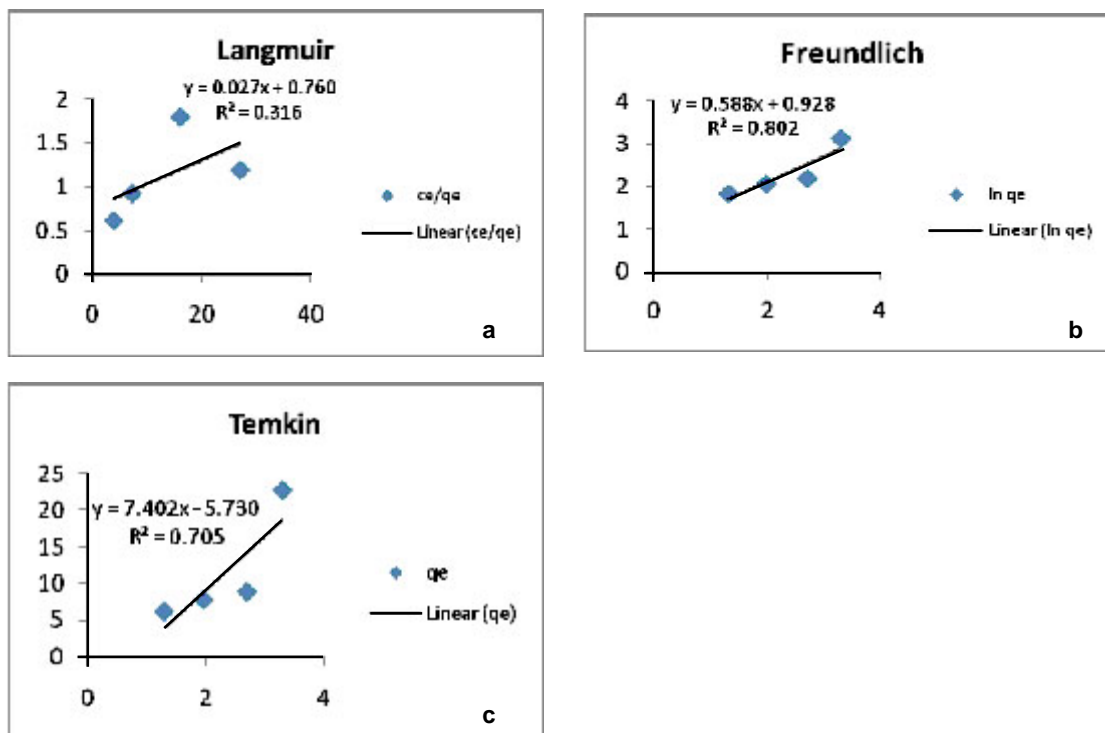 Langmuir
y = 0.027x + 0.760
R² = 0.316
2
1.5
1
0.5
0
0 20 40
ce/qe
Linear (ce/qe)
a
Freundlich
y = 0.588x + 0.928
R² = 0.802
4
3
2
1
0
0 2 4
ln qe
Linear (ln qe)
b
Temkin
y = 7.402x - 5.730
R² = 0.705
25
20
15
10
5
0
0 2 4
qe
Linear (qe)
c